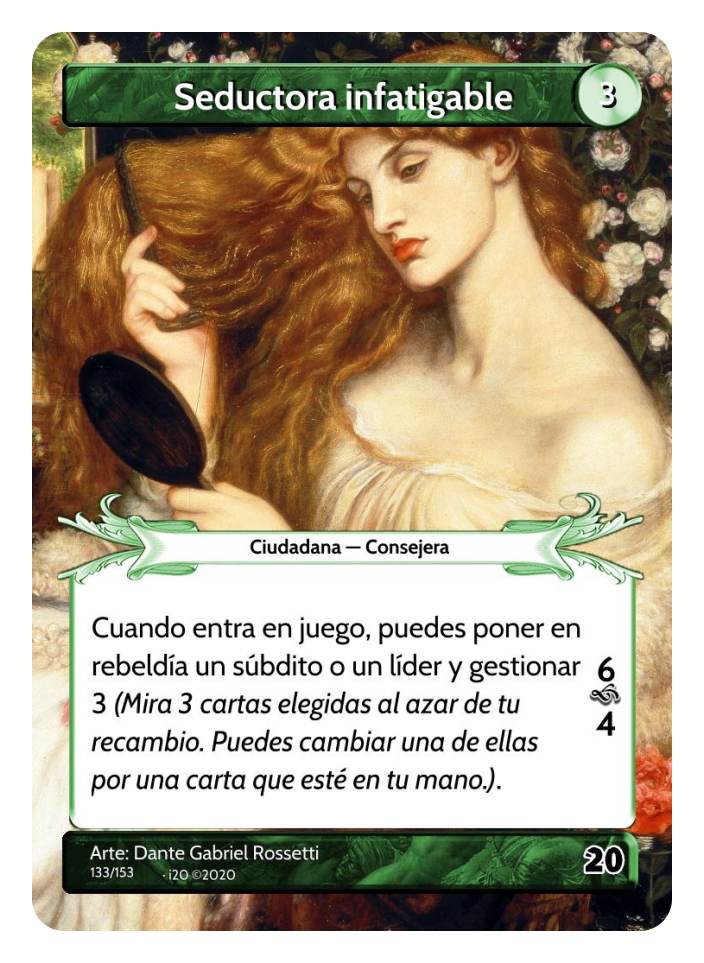 Seductora infatigable
3
Ciudadana — Consejera
Cuando entra en juego, puedes poner en
rebeldía un súbdito o un líder y gestionar
3 (Mira 3 cartas elegidas al azar de tu
recambio. Puedes cambiar una de ellas
por una carta que esté en tu mano.).
6
4
Arte: Dante Gabriel Rossetti
133/153 · i20 ©2020
20